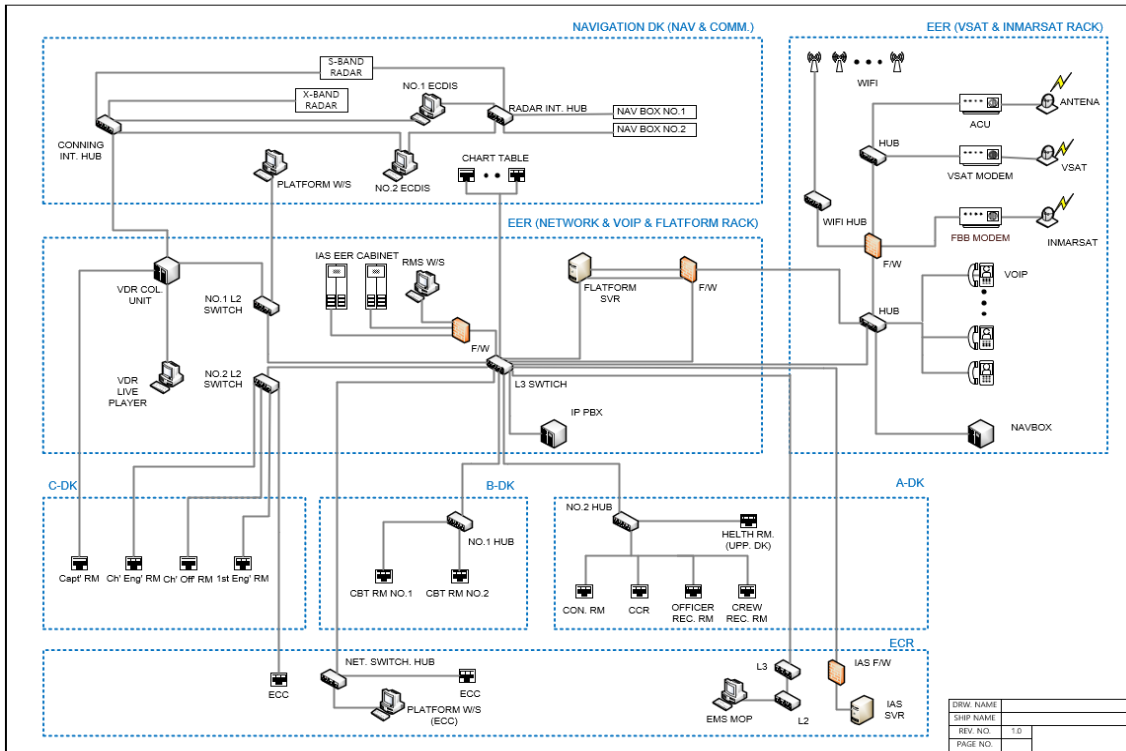 NAVIGATION DK (NAV & COMM.)
S-BAND
RADAR
X-BAND
RADAR
NO.1 ECDIS
RADAR INT. HUB
NAV BOX NO.1
NAV BOX NO.2
CONNING
INT. HUB
PLATFORM W/S
NO.2 ECDIS
CHART TABLE
EER (VSAT & INMARSAT RACK)
WIFI
ANTENA
ACU
HUB
VSAT MODEM
VSAT
WIFI HUB
FBB MODEM
INMARSAT
F/W
VOIP
HUB
NAVBOX
EER (NETWORK & VOIP & FLATFORM RACK)
IAS EER CABINET
RMS W/S
FLATFORM
SVR
F/W
VDR COL.
UNIT
NO.1 L2
SWITCH
F/W
VDR
LIVE
PLAYER
NO.2 L2
SWITCH
L3 SWTICH
IP PBX
C-DK
Capt' RM
Ch' Eng' RM
Ch' Off' RM
1st Eng' RM
B-DK
NO.1 HUB
CBT RM NO.1
CBT RM NO.2
A-DK
NO.2 HUB
HELTH RM.
(UPP. DK)
CON. RM
CCR
OFFICER
REC. RM
CREW
REC. RM
ECR
ECC
NET. SWITCH. HUB
ECC
PLATFORM W/S
(ECC)
L3
IAS F/W
EMS MOP
L2
IAS
SVR
DRW. NAME
SHIP NAME
REV. NO. 1.0
PAGE NO.